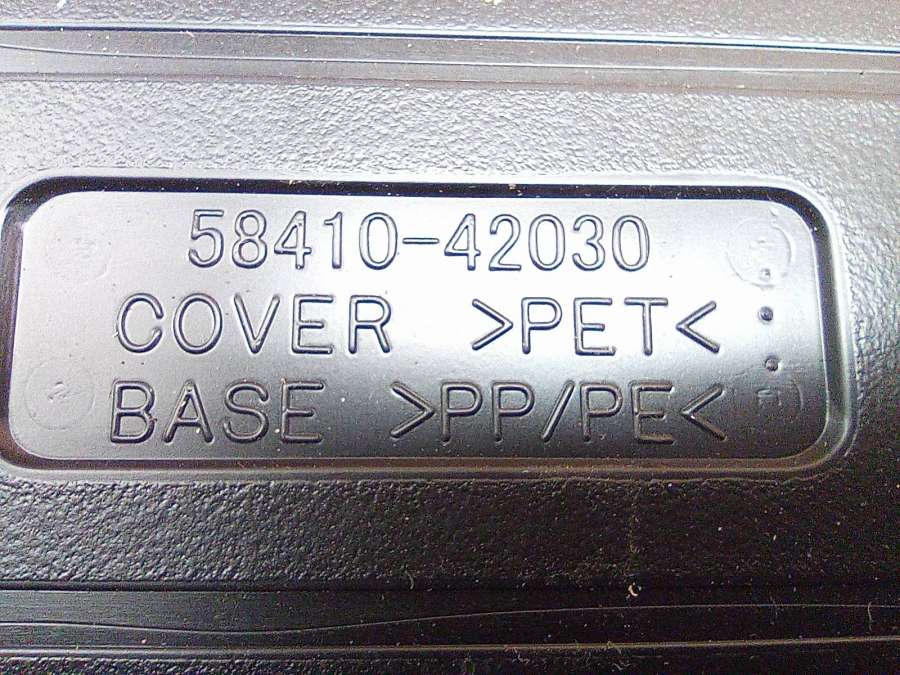 58410-42030
COVER >PET<
BASE >PP/PE<